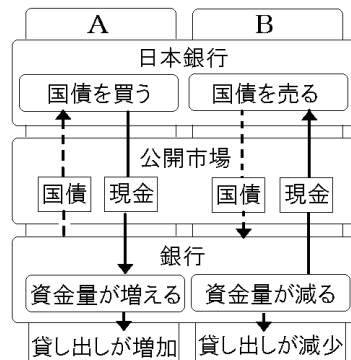 A B
日本銀行
国債を買う 国債を売る
公開市場
国債 現金 国債 現金
銀行
資金量が増える 資金量が減る
貸し出しが増加 貸し出しが減少